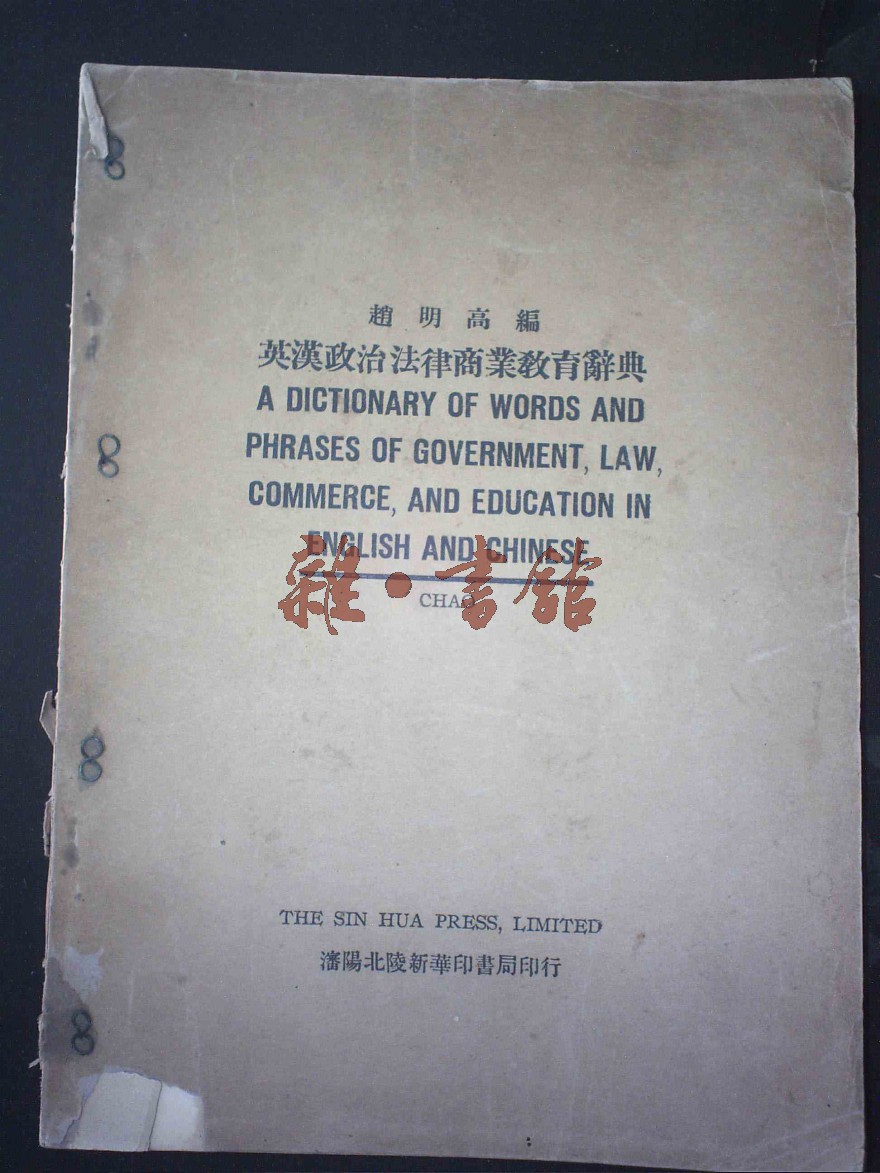 趙明高編
英漢政治法律商業教育辭典
A DICTIONARY OF WORDS AND
PHRASES OF GOVERNMENT, LAW,
COMMERCE, AND EDUCATION IN
ENGLISH AND CHINESE
雜·書館
CHAO
THE SIN HUA PRESS, LIMITED
瀋陽北陵新華印書局印行